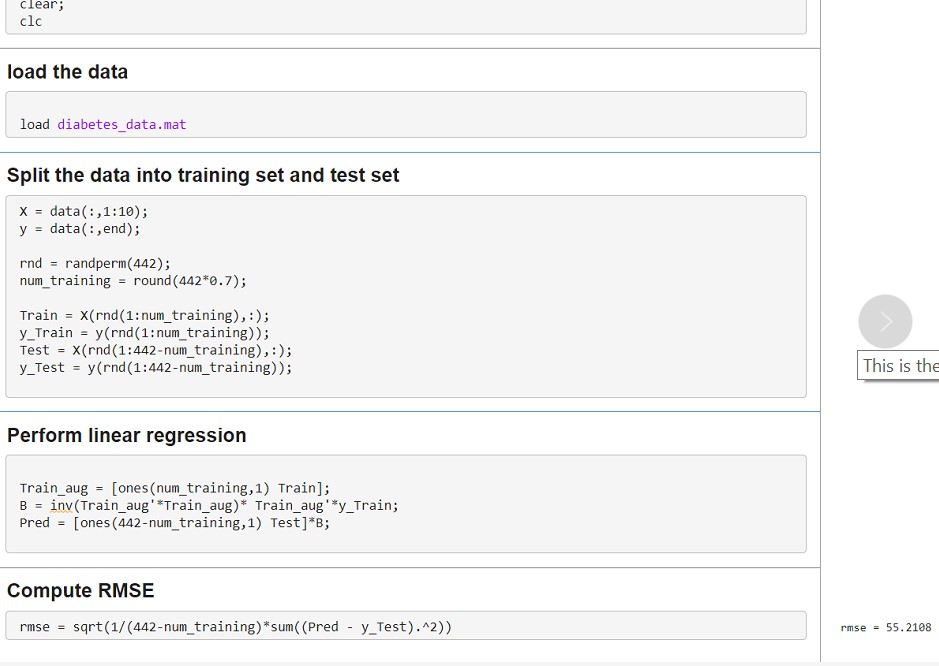 clear;
clc
load the data
load diabetes_data.mat
Split the data into training set and test set
X = data(:,1:10);
y = data(:,end);
rnd = randperm(442);
num_training = round(442*0.7);
Train = X(rnd(1:num_training),:);
y_Train = y(rnd(1:num_training));
Test = X(rnd(1:442-num_training),:);
y_Test = y(rnd(1:442-num_training));
This is the
Perform linear regression
Train_aug = [ones(num_training,1) Train];
B = inv(Train_aug'*Train_aug)* Train_aug'*y_Train;
Pred = [ones(442-num_training,1) Test]*B;
Compute RMSE
rmse = sqrt(1/(442-num_training)*sum((Pred - y_Test).^2))
rmse = 55.2108